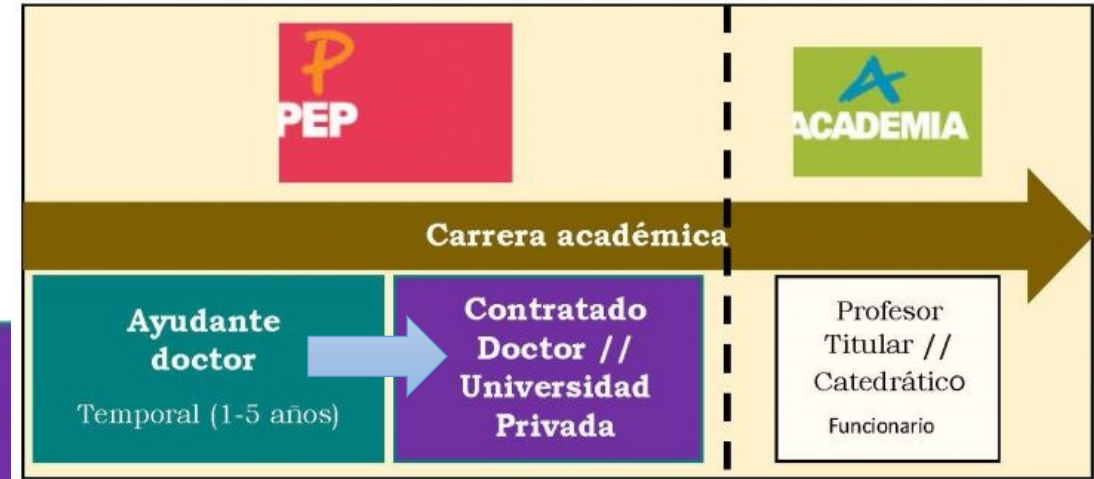 P
PEP
A
ACADEMIA
Carrera académica
Ayudante
doctor
Temporal (1-5 años)
Contratado
Doctor //
Universidad
Privada
Profesor
Titular //
Catedrático
Funcionario